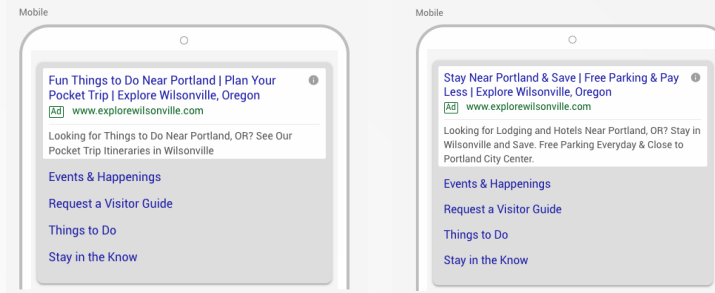 Mobile
Fun Things to Do Near Portland | Plan Your
Pocket Trip | Explore Wilsonville, Oregon
Ad www.explorewilsonville.com
Looking for Things to Do Near Portland, OR? See Our
Pocket Trip Itineraries in Wilsonville
Events & Happenings
Request a Visitor Guide
Things to Do
Stay in the Know
Mobile
Stay Near Portland & Save | Free Parking & Pay
Less | Explore Wilsonville, Oregon
Ad www.explorewilsonville.com
Looking for Lodging and Hotels Near Portland, OR? Stay in
Wilsonville and Save. Free Parking Everyday & Close to
Portland City Center.
Events & Happenings
Request a Visitor Guide
Things to Do
Stay in the Know